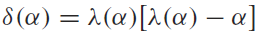 δ(α) = λ(α)[λ(α) − α]